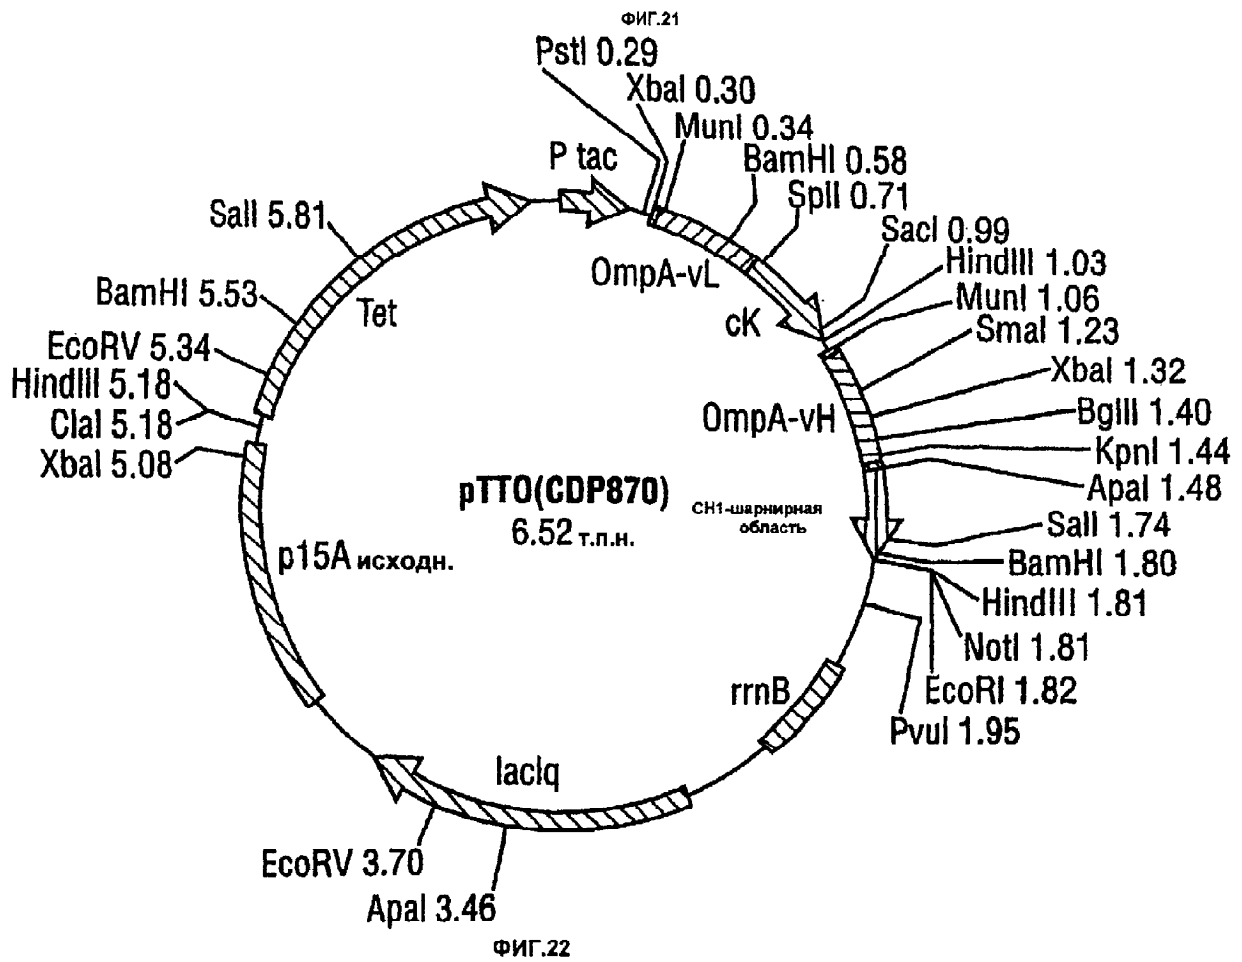 ФИГ.21
PstI 0.29
XbaI 0.30
MunI 0.34
P tac
BamHI 0.58
SplI 0.71
SalI 5.81
SacI 0.99
OmpA-vL
HindIII 1.03
BamHI 5.53
MunI 1.06
Tet
cK
SmaI 1.23
EcoRV 5.34
XbaI 1.32
HindIII 5.18
BglII 1.40
ClaI 5.18
OmpA-vH
KpnI 1.44
XbaI 5.08
pTTO(CDP870)
ApaI 1.48
6.52 т.п.н.
CH1-шарнирная
область
SalI 1.74
p15A исходн.
BamHI 1.80
HindIII 1.81
NotI 1.81
rrnB
EcoRI 1.82
PvuI 1.95
lacIq
EcoRV 3.70
ApaI 3.46
ФИГ.22